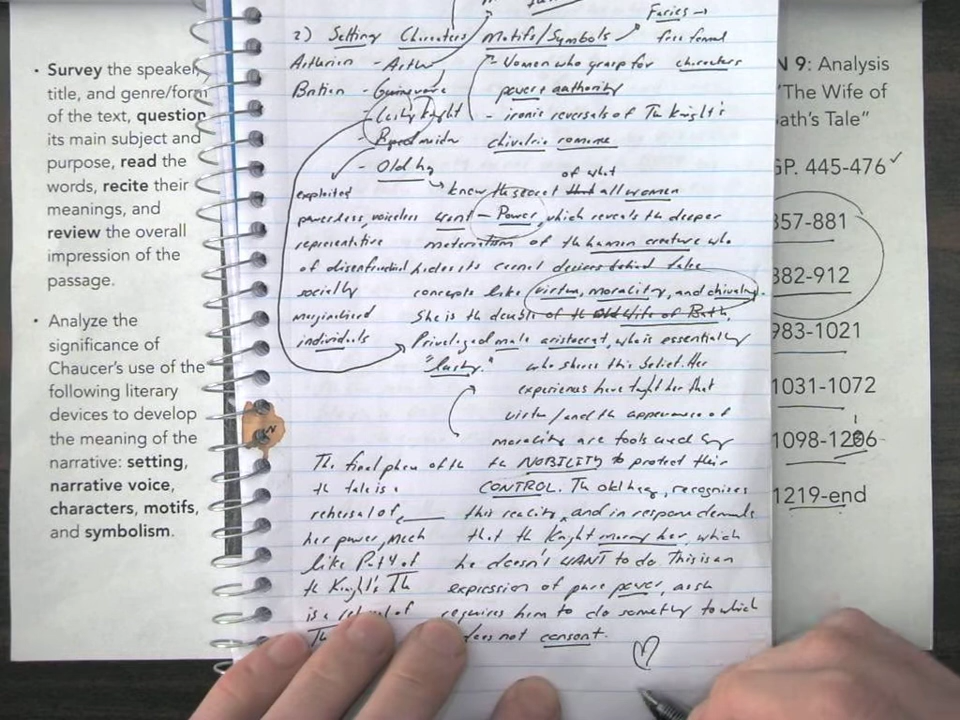 • Survey the speaker,
title, and genre/form
of the text, question
its main subject and
purpose, read the
words, recite their
meanings, and
review the overall
impression of the
passage.
• Analyze the
significance of
Chaucer's use of the
following literary
devices to develop
the meaning of the
narrative: setting,
narrative voice,
characters, motifs,
and symbolism.
Faries →
2) Setting Characters Motifs/Symbols
Arthurian - Arthur - Women who grasp for characters
- Guinevere power & authority
- Lusty Knight - ironic reversals of The Knight's
chivalric romance
- Old hag
of what
exploited knew the secret that all women
powerless, voiceless want - Power, which reveals the deeper
representative materialism of the human creature who
of disenfranchised hides its carnal desires behind false
socially concepts like virtue, morality, and chivalry.
marginalized She is the double of the Old Wife of Bath,
individuals Priveleged male aristocrat, who is essentially
"lusty." who shares this belief. Her
experiences have taught her that
virtue/and the appearance of
morality are tools used by
The final phase of the the NOBILITY to protect their
the tale is a CONTROL. The old hag, recognizes
rehersal of this reality, and in response demands
her power, much that the Knight marry her, which
like Part 4 of he doesn't WANT to do. This is an
the Knight's expression of pure power, as it
is a requires him to do something to which
does not consent.
N 9: Analysis
"The Wife of
ath's Tale"
GP. 445-476
857-881
882-912
983-1021
1031-1072
1098-1206
1219-end